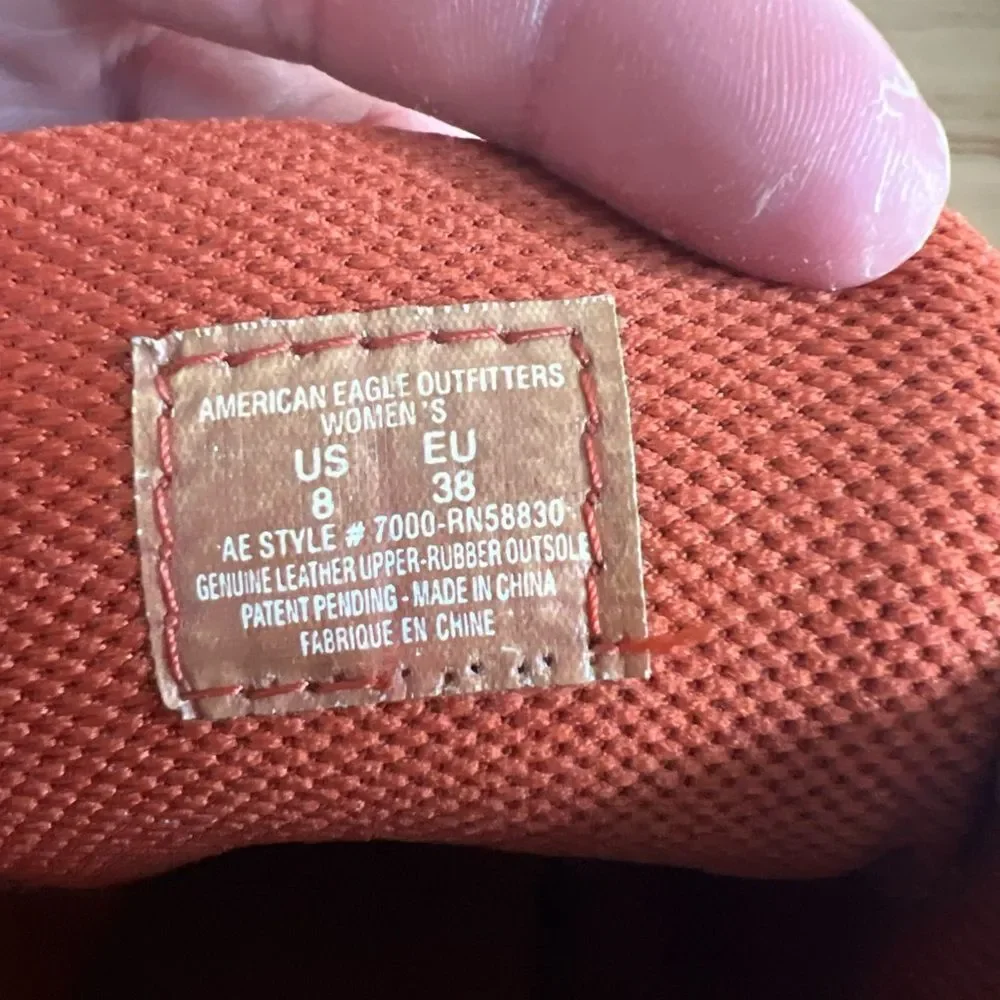 AMERICAN EAGLE OUTFITTERS
WOMEN'S
US EU
8 38
AE STYLE # 7000-RN58830
GENUINE LEATHER UPPER-RUBBER OUTSOLE
PATENT PENDING - MADE IN CHINA
FABRIQUE EN CHINE